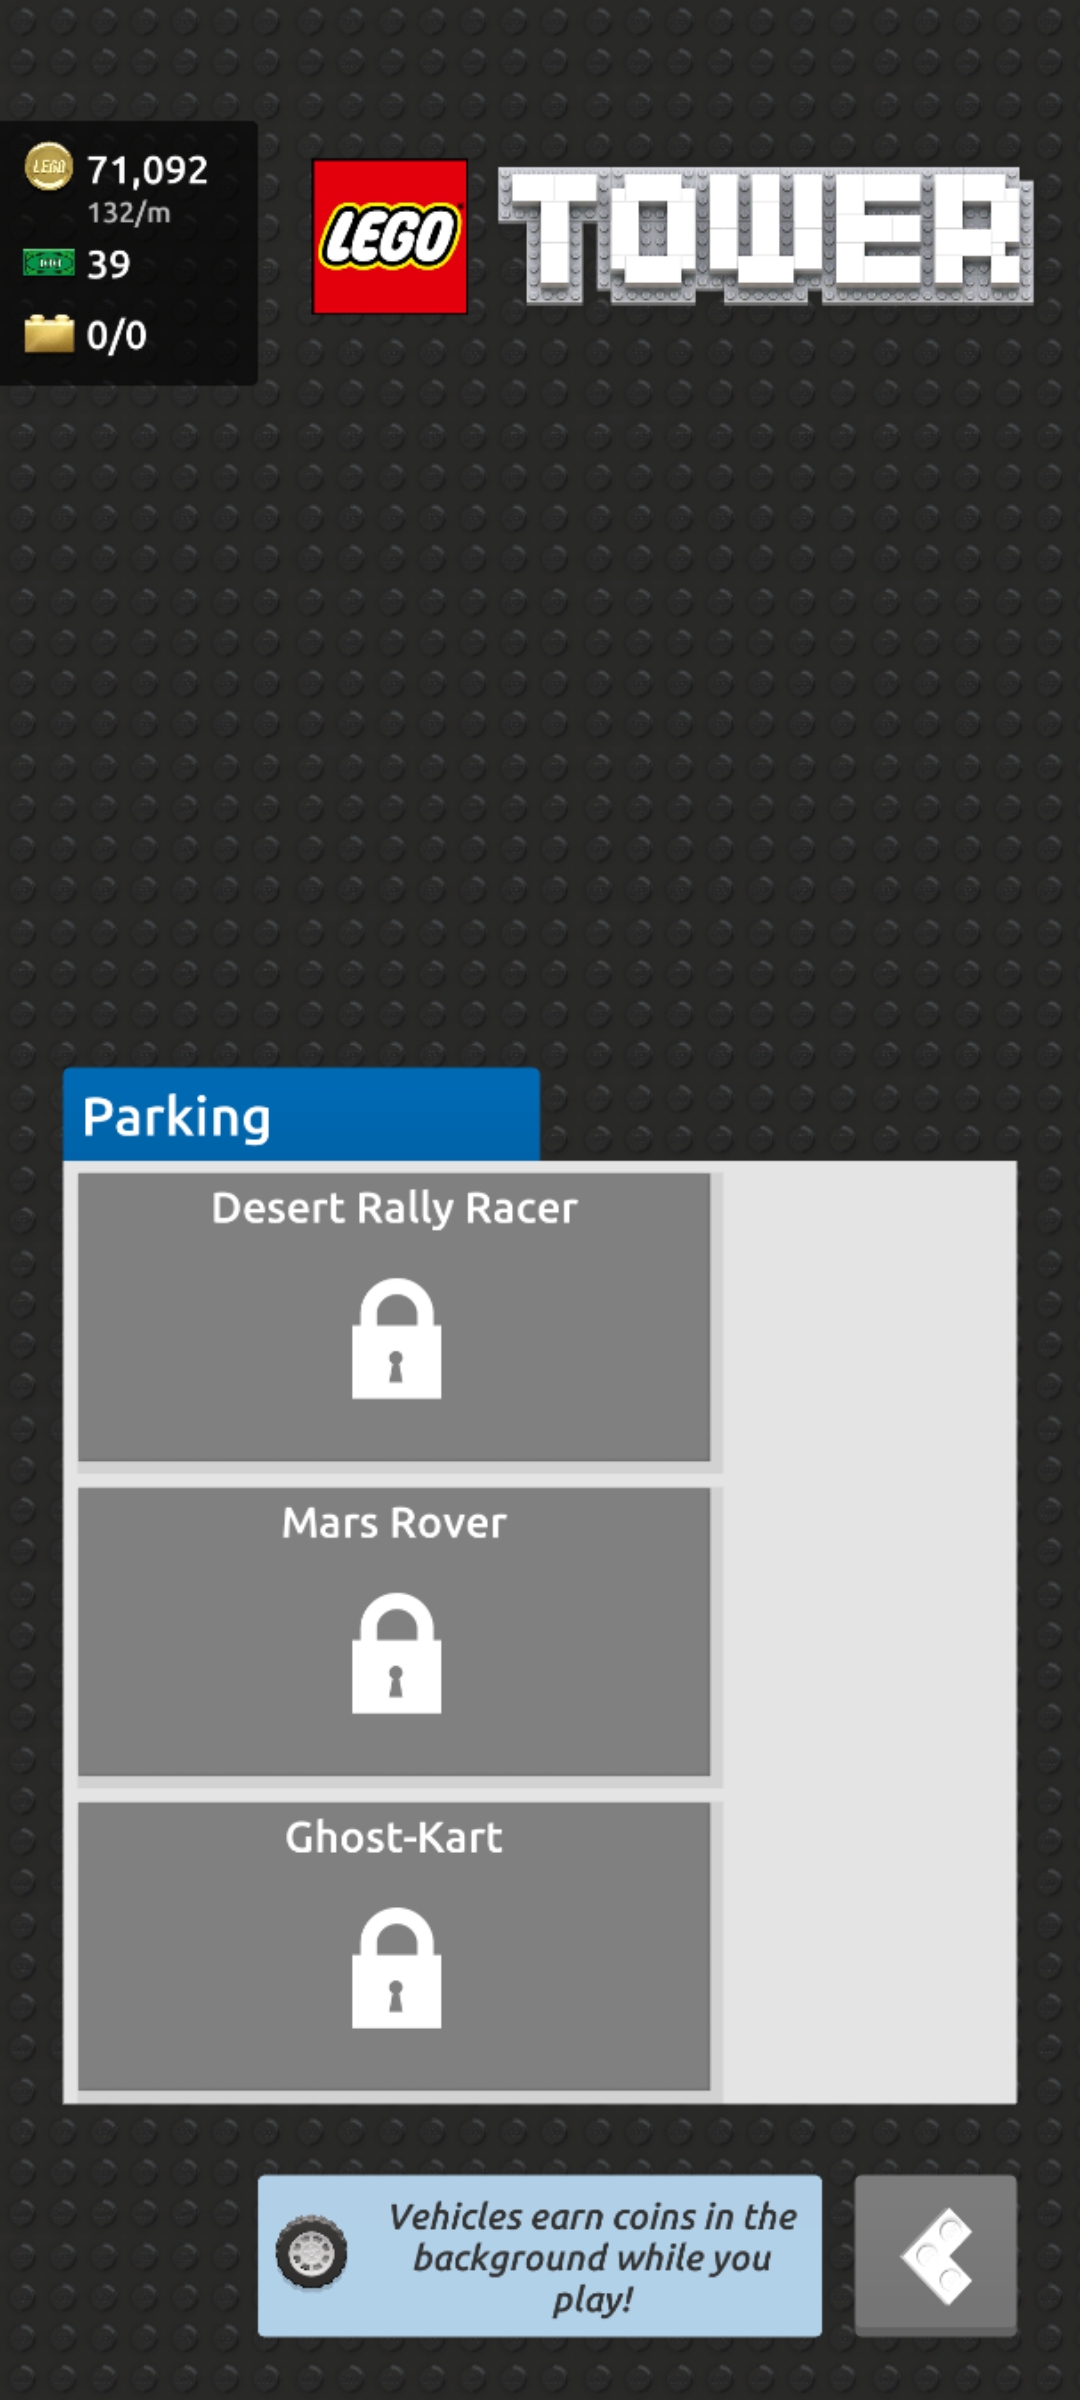 71,092
132/m
39
0/0
LEGO TOWER
Parking
Desert Rally Racer
Mars Rover
Ghost-Kart
Vehicles earn coins in the
background while you
play!